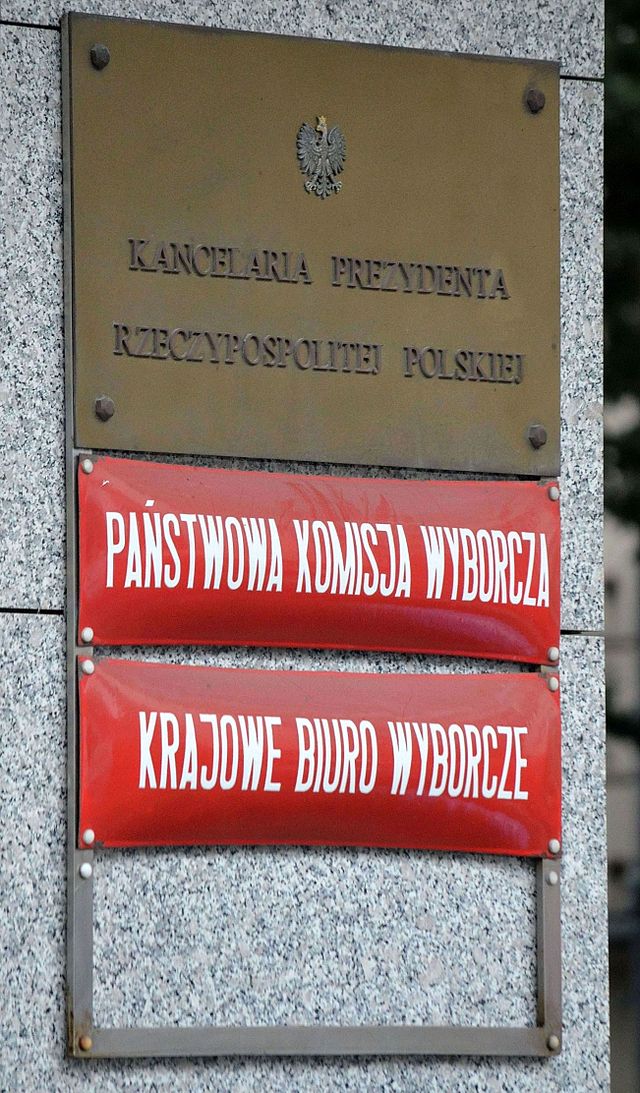 KANCELARIA PREZYDENTA
RZECZYPOSPOLITEJ POLSKIEJ
PAŃSTWOWA KOMISJA WYBORCZA
KRAJOWE BIURO WYBORCZE